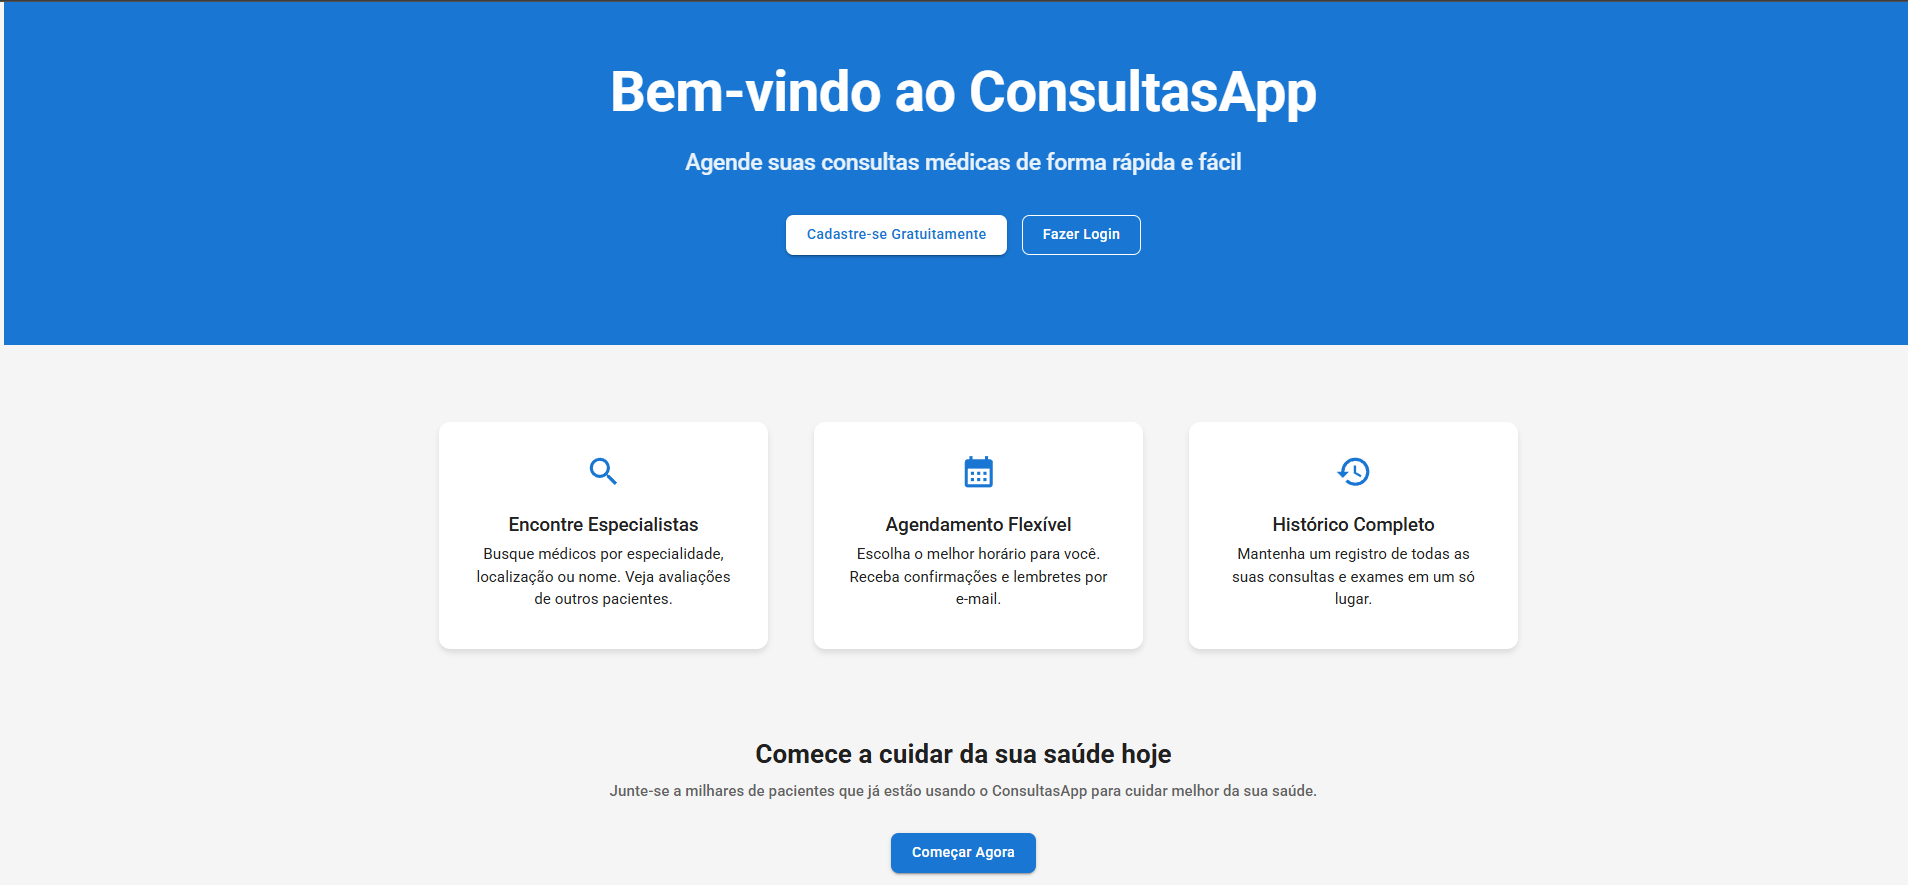 Bem-vindo ao ConsultasApp
Agende suas consultas médicas de forma rápida e fácil
Cadastre-se Gratuitamente
Fazer Login
Encontre Especialistas
Busque médicos por especialidade,
localização ou nome. Veja avaliações
de outros pacientes.
Agendamento Flexível
Escolha o melhor horário para você.
Receba confirmações e lembretes por
e-mail.
Histórico Completo
Mantenha um registro de todas as
suas consultas e exames em um só
lugar.
Comece a cuidar da sua saúde hoje
Junte-se a milhares de pacientes que já estão usando o ConsultasApp para cuidar melhor da sua saúde.
Começar Agora